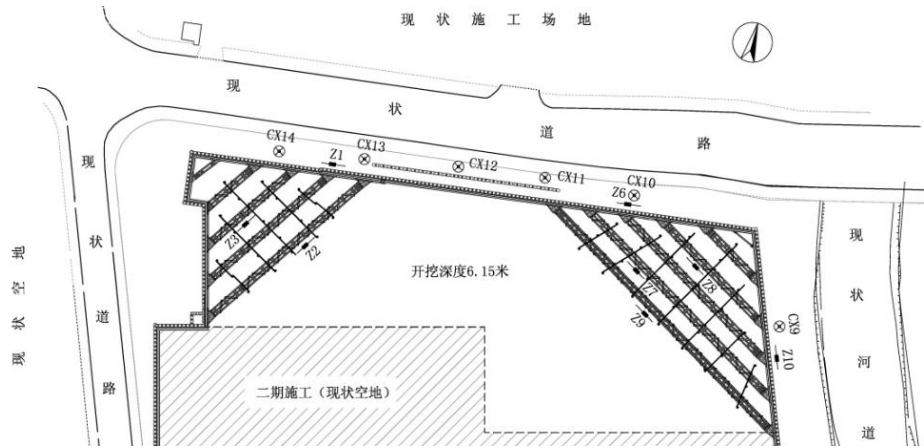 现状施工场地
现状道路
CX14
CX13
Z1
CX12
CX11
CX10
Z6
现状道路
现状空地
Z3
Z2
开挖深度6.15米
Z7
Z8
Z9
CX9
Z10
现状河道
二期施工(现状空地)